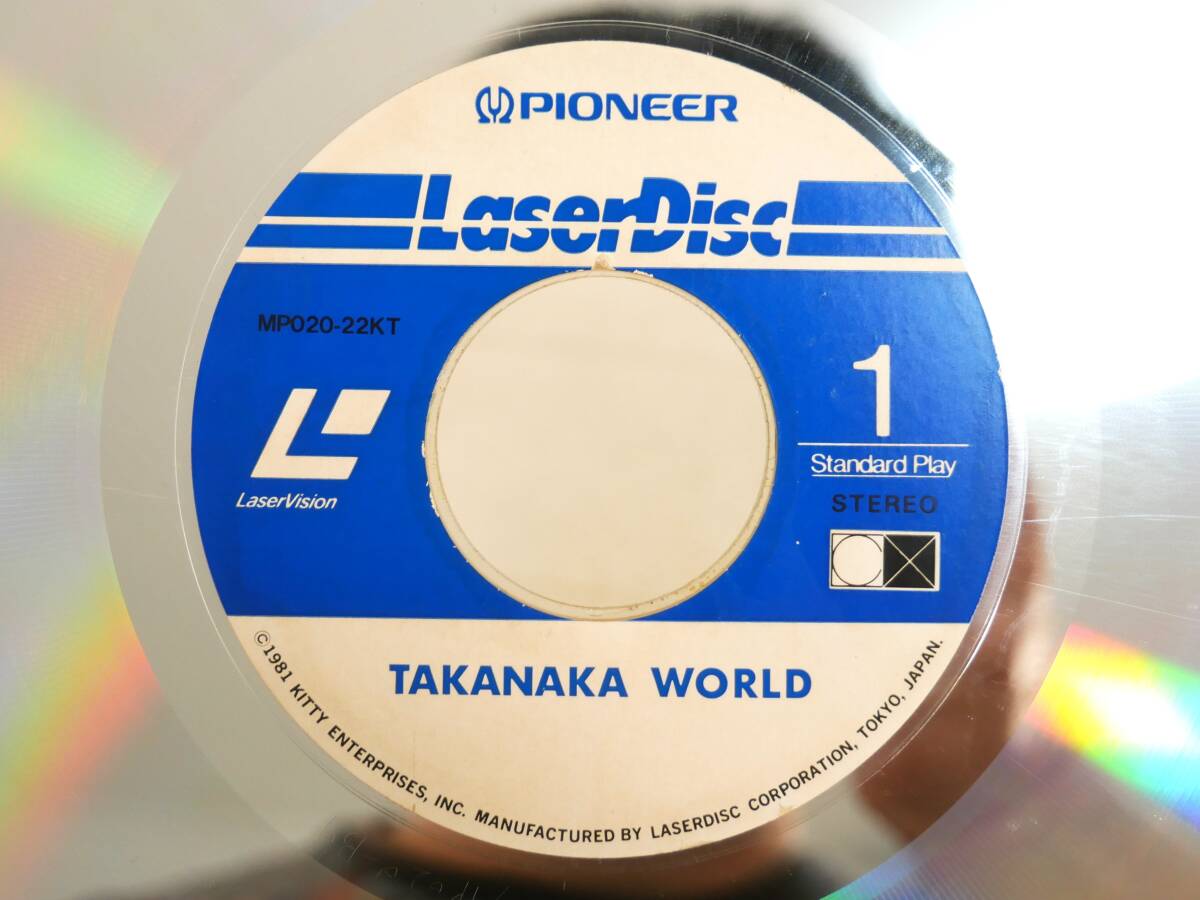 PIONEER
LaserDisc
MP020-22KT
1
Standard Play
STEREO
LaserVision
TAKANAKA WORLD
©1981 KITTY ENTERPRISES, INC. MANUFACTURED BY LASERDISC CORPORATION, TOKYO, JAPAN.